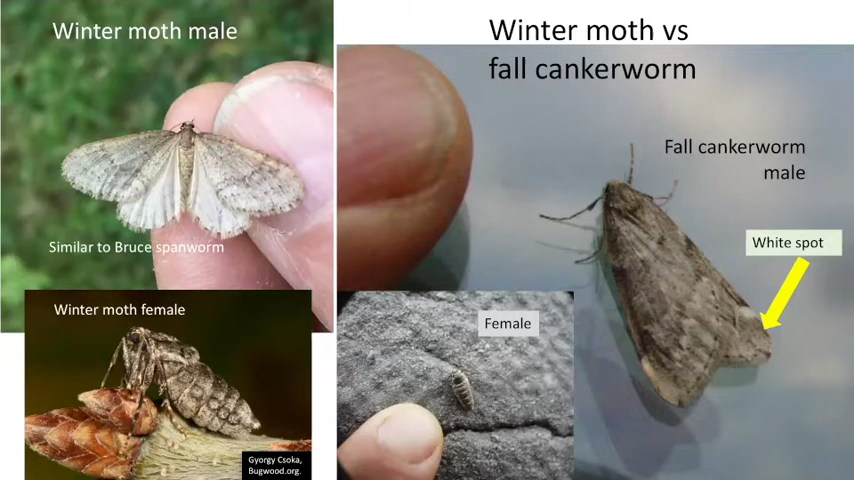 Winter moth male
Similar to Bruce spanworm
Winter moth female
Gyorgy Csoka,
Bugwood.org.
Winter moth vs
fall cankerworm
Fall cankerworm
male
White spot
Female